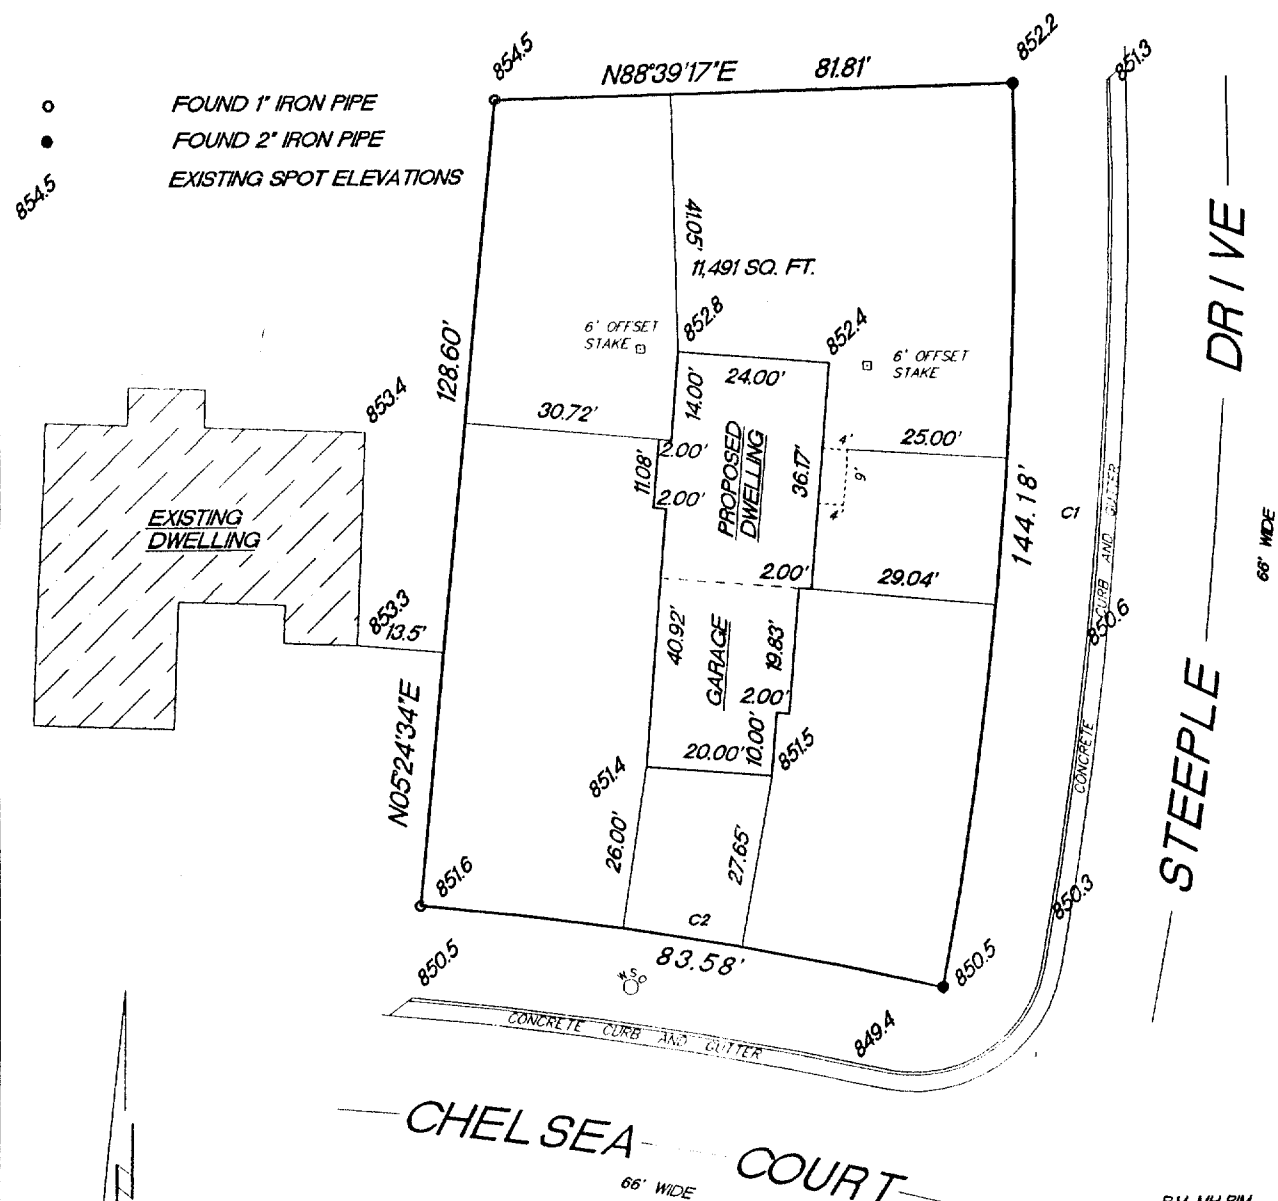 854.5
N88°39'17"E
81.81'
852.2
851.3
FOUND 1" IRON PIPE
FOUND 2" IRON PIPE
854.5
EXISTING SPOT ELEVATIONS
41.05'
11,491 SQ. FT.
6' OFFSET
STAKE
852.8
852.4
6' OFFSET
STAKE
128.60'
853.4
30.72'
14.00'
24.00'
2.00'
11.08'
2.00'
PROPOSED
DWELLING
36.17'
4'
9'
4'
25.00'
144.18'
C1
66' WIDE
EXISTING
DWELLING
853.3
13.5'
2.00'
29.04'
40.92'
GARAGE
19.83'
2.00'
10.00'
20.00'
851.4
851.5
850.6
CONCRETE CURB AND GUTTER
STEEPLE DRIVE
N05°24'34"E
26.00'
27.65'
851.6
C2
83.58'
850.3
850.5
850.5
WSO
849.4
CONCRETE CURB AND GUTTER
CHELSEA COURT
66' WIDE
B.M. MH RIM